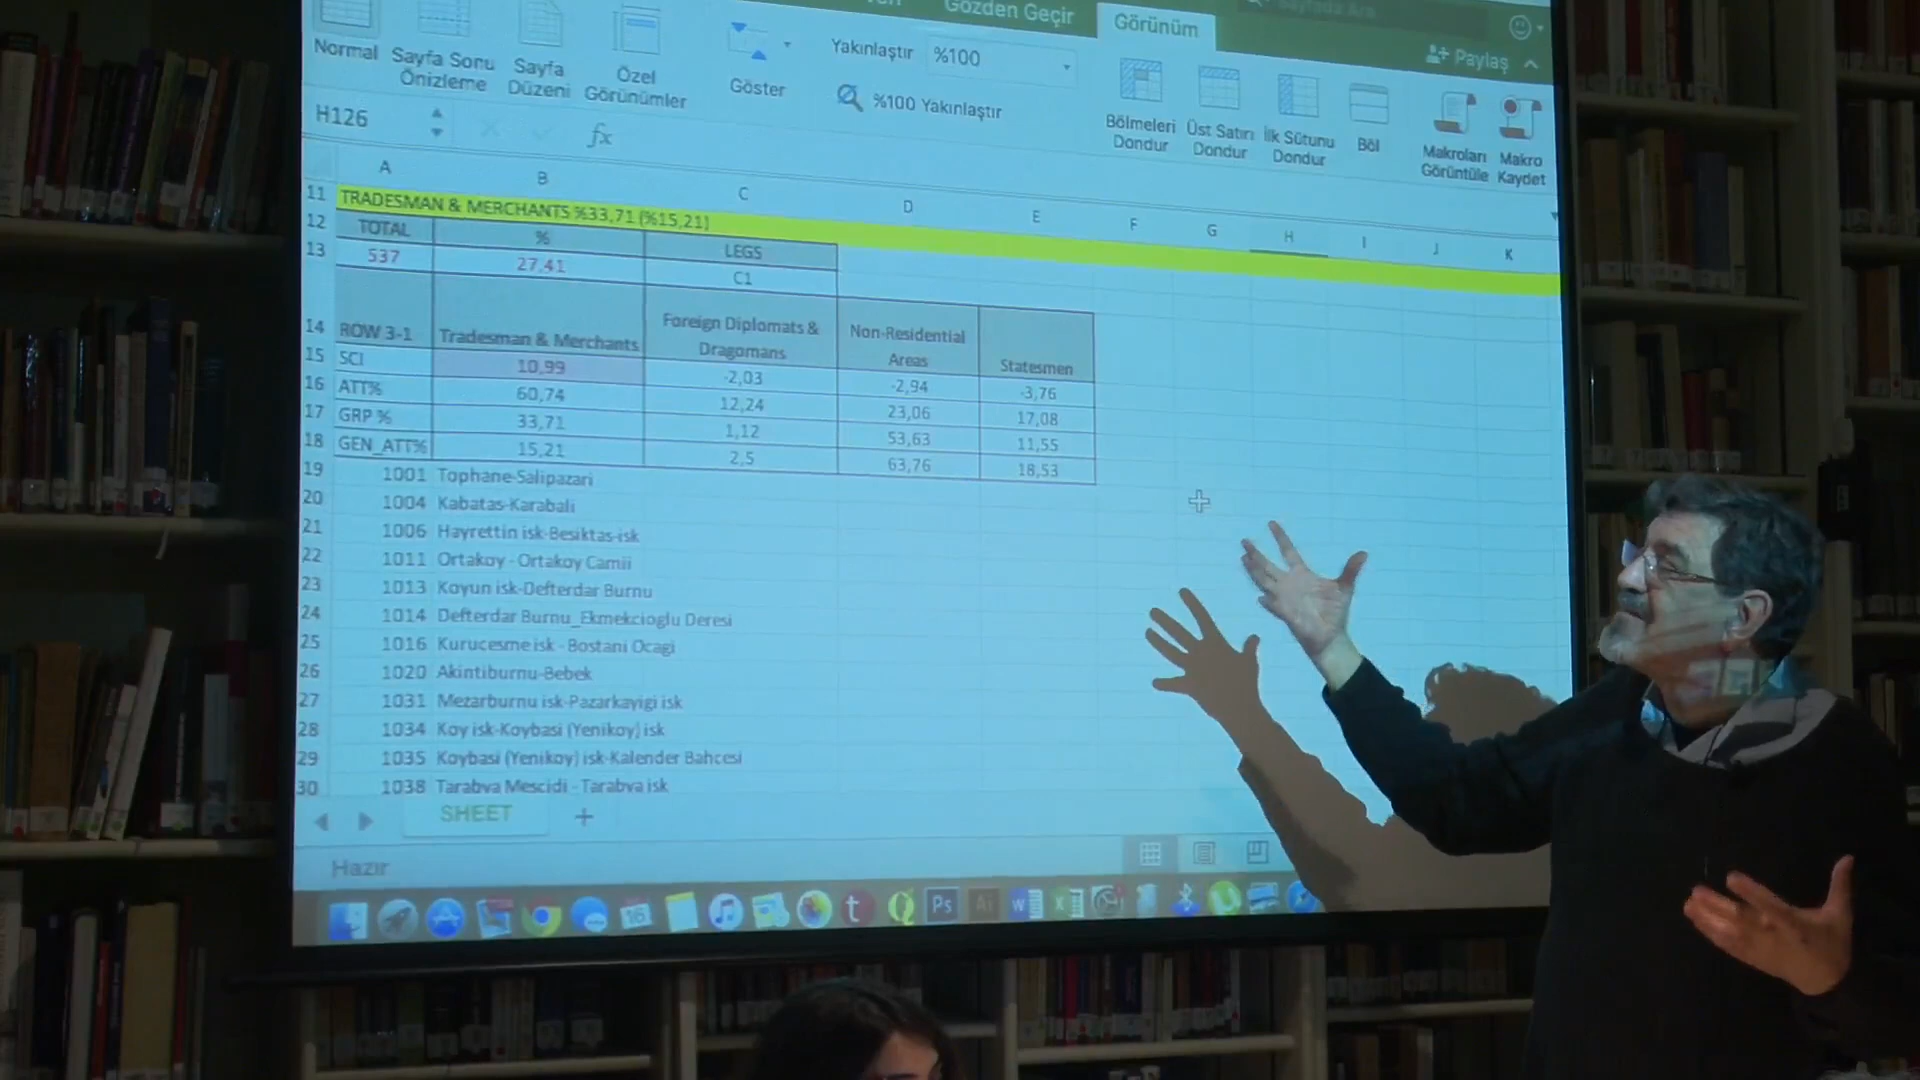 Gözden Geçir Görünüm
Paylaş
Normal Sayfa Sonu Önizleme Sayfa Düzeni Özel Görünümler Göster Yakınlaştır %100
%100 Yakınlaştır
Bölmeleri Dondur Üst Satırı Dondur İlk Sütunu Dondur Böl Makroları Görüntüle Makro Kaydet
H126 fx
A B C D E F G H I J K
11 TRADESMAN & MERCHANTS %33,71 (%15,21)
12 TOTAL % LEGS
13 537 27,41 C1
14 ROW 3-1 Tradesman & Merchants Foreign Diplomats & Dragomans Non-Residential Areas Statesmen
15 SCI 10,99 -2,03 -2,94 -3,76
16 ATT% 60,74 12,24 23,06 17,08
17 GRP % 33,71 1,12 53,63 11,55
18 GEN_ATT% 15,21 2,5 63,76 18,53
19 1001 Tophane-Salipazari
20 1004 Kabatas-Karabali
21 1006 Hayrettin isk-Besiktas-isk
22 1011 Ortakoy - Ortakoy Camii
23 1013 Koyun isk-Defterdar Burnu
24 1014 Defterdar Burnu_Ekmekcioglu Deresi
25 1016 Kurucesme isk - Bostani Ocagi
26 1020 Akintiburnu-Bebek
27 1031 Mezarburnu isk-Pazarkayigi isk
28 1034 Koy isk-Koybasi (Yenikoy) isk
29 1035 Koybasi (Yenikoy) isk-Kalender Bahcesi
30 1038 Tarabya Mescidi - Tarabya isk
SHEET +
Hazır
16 t Ps Ai W X